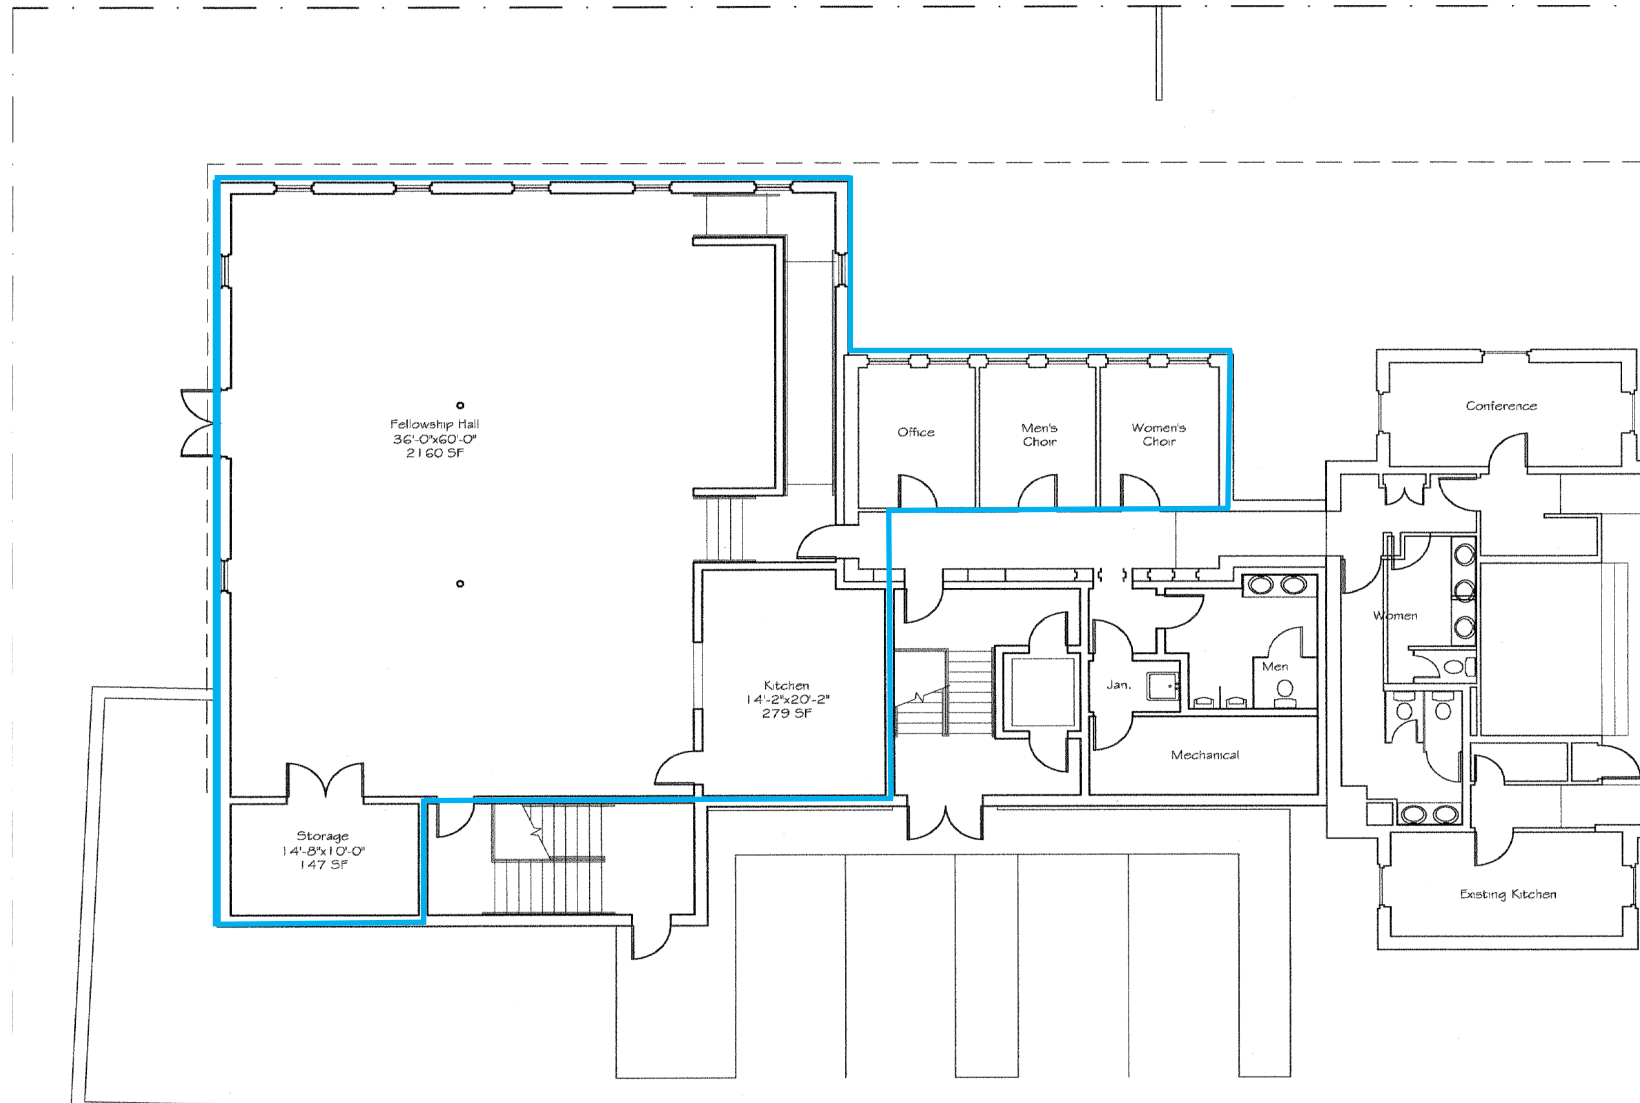 Conference
Fellowship Hall
36'-0"x60'-0"
2160 SF
Office
Men's
Choir
Women's
Choir
Women
Kitchen
14'-2"x20'-2"
279 SF
Jan.
Men
Mechanical
Storage
14'-8"x10'-0"
147 SF
Existing Kitchen